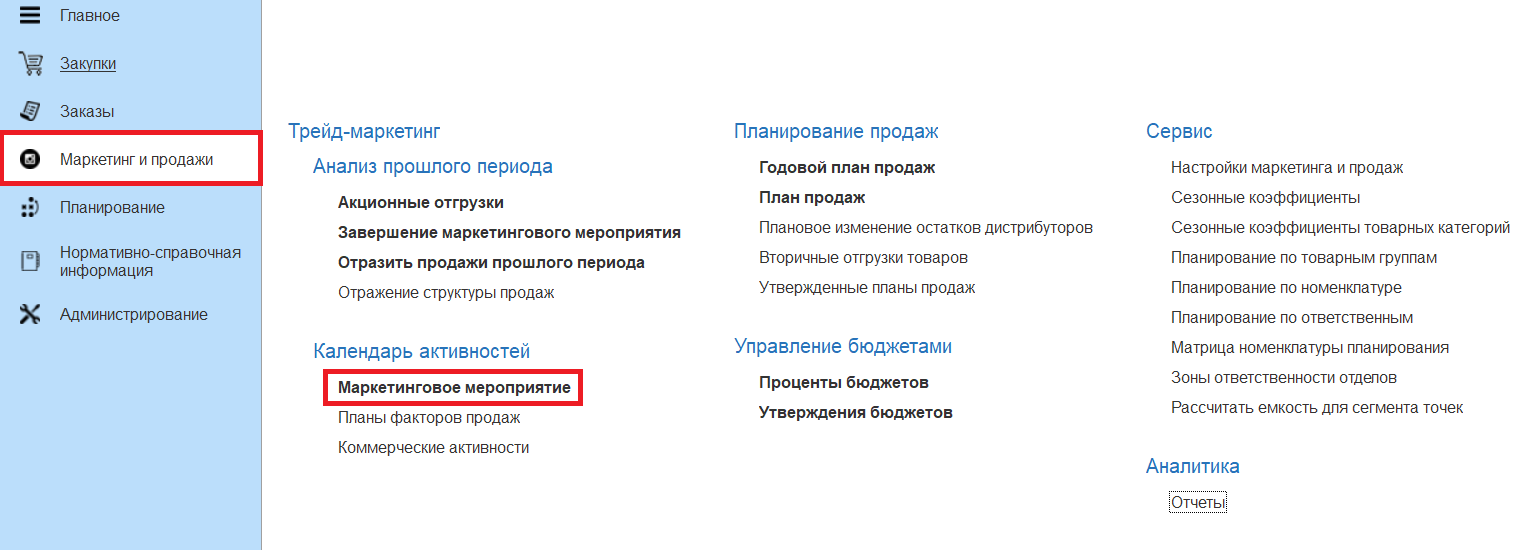 Главное
Закупки
Заказы
Маркетинг и продажи
Планирование
Нормативно-справочная
информация
Администрирование
Трейд-маркетинг
Анализ прошлого периода
Акционные отгрузки
Завершение маркетингового мероприятия
Отразить продажи прошлого периода
Отражение структуры продаж
Календарь активностей
Маркетинговое мероприятие
Планы факторов продаж
Коммерческие активности
Планирование продаж
Годовой план продаж
План продаж
Плановое изменение остатков дистрибуторов
Вторичные отгрузки товаров
Утвержденные планы продаж
Управление бюджетами
Проценты бюджетов
Утверждения бюджетов
Сервис
Настройки маркетинга и продаж
Сезонные коэффициенты
Сезонные коэффициенты товарных категорий
Планирование по товарным группам
Планирование по номенклатуре
Планирование по ответственным
Матрица номенклатуры планирования
Зоны ответственности отделов
Рассчитать емкость для сегмента точек
Аналитика
Отчеты